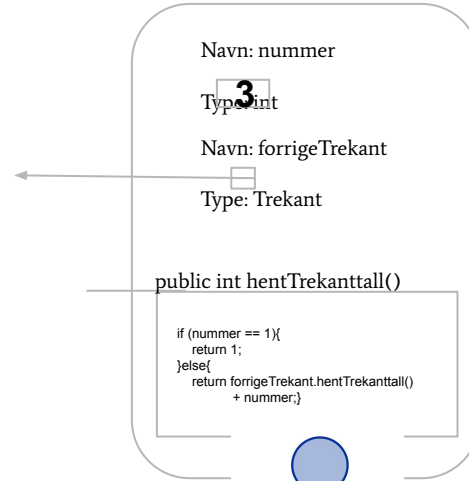 Navn: nummer
3
Type: int
Navn: forrigeTrekant
Type: Trekant
public int hentTrekanttall()
if (nummer == 1){
return 1;
}else{
return forrigeTrekant.hentTrekanttall()
+ nummer;}